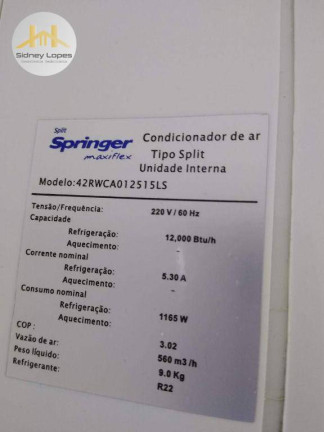 Sidney Lopes
Split
Springer
maxiflex
Condicionador de ar
Tipo Split
Unidade Interna
Modelo:42RWCA012515LS
Tensão/Frequência: 220 V/ 60 Hz
Capacidade
Refrigeração: 12,000 Btu/h
Aquecimento: -
Corrente nominal
Refrigeração: 5.30 A
Aquecimento: -
Consumo nominal
Refrigeração: 1165 W
Aquecimento:
COP : 3.02
Vazão de ar: 560 m3 /h
Peso líquido: 9.0 Kg
Refrigerante: R22